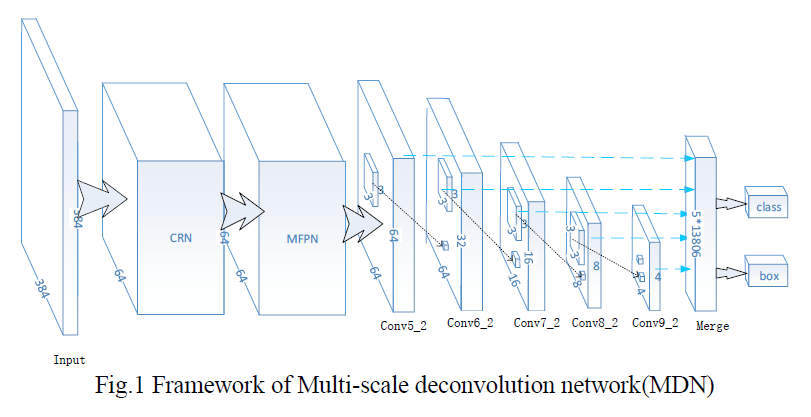 384
384
Input
CRN
64
64
MFPN
64
64
3
3
64
64
Conv5_2
3
3
32
64
Conv6_2
3
3
16
16
Conv7_2
3
3
8
8
Conv8_2
4
4
Conv9_2
5*13806
Merge
class
box
Fig.1 Framework of Multi-scale deconvolution network(MDN)